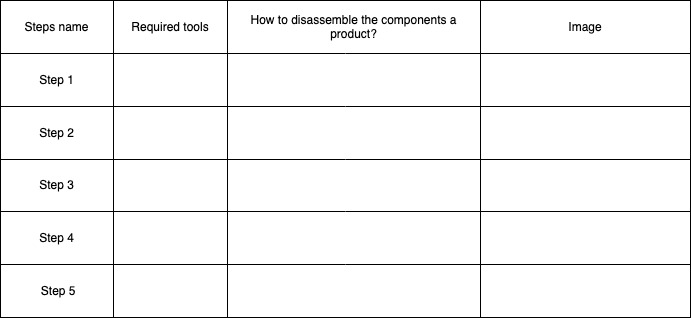 Steps name
Required tools
How to disassemble the components a
product?
Image
Step 1
Step 2
Step 3
Step 4
Step 5